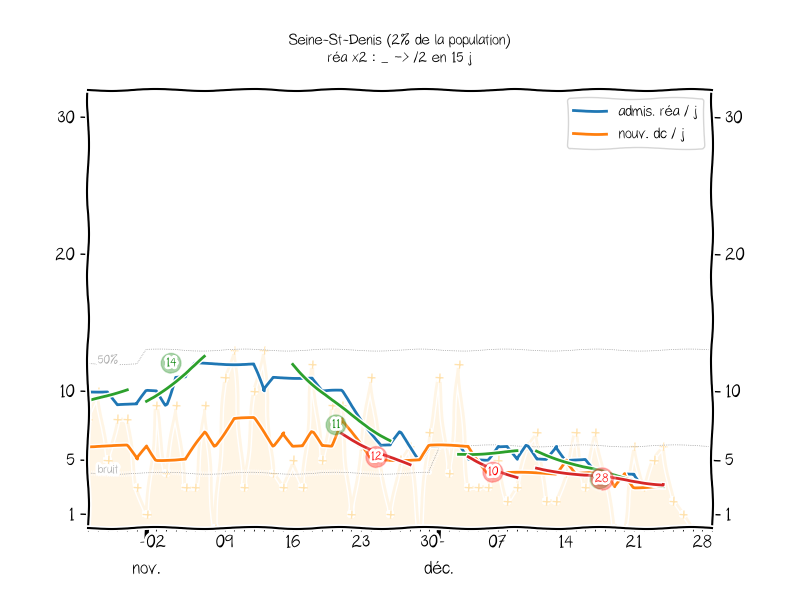 Seine-St-Denis (2% de la population)
réa x2 : _ -> /2 en 15 j
admis. réa / j
nouv. dc / j
30
30
20
20
50%
14
10
10
11
12
5
5
bruit
10
28
1
1
02 09 16 23 30 07 14 21 28
nov. déc.